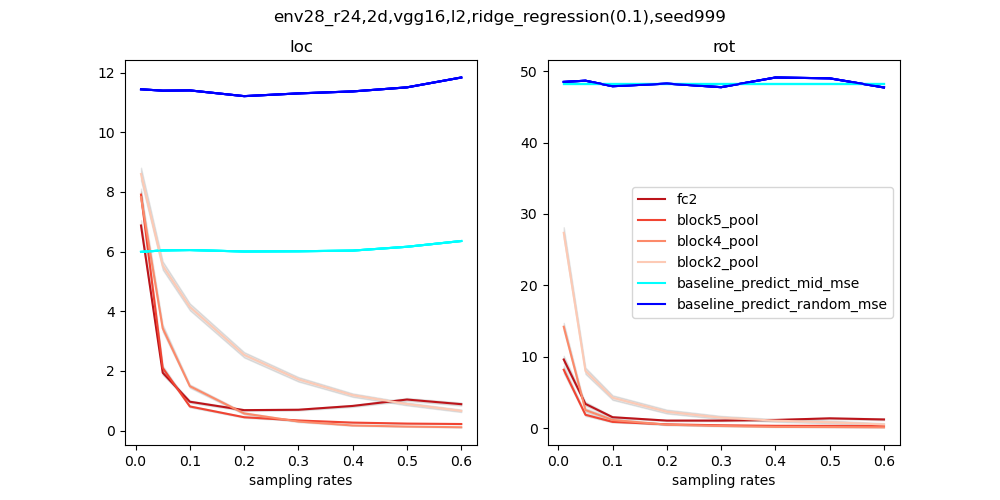 env28_r24,2d,vgg16,l2,ridge_regression(0.1),seed999
loc
12
10
8
6
4
2
0
0.0 0.1 0.2 0.3 0.4 0.5 0.6
sampling rates
rot
50
40
30
20
10
0
fc2
block5_pool
block4_pool
block2_pool
baseline_predict_mid_mse
baseline_predict_random_mse
0.0 0.1 0.2 0.3 0.4 0.5 0.6
sampling rates